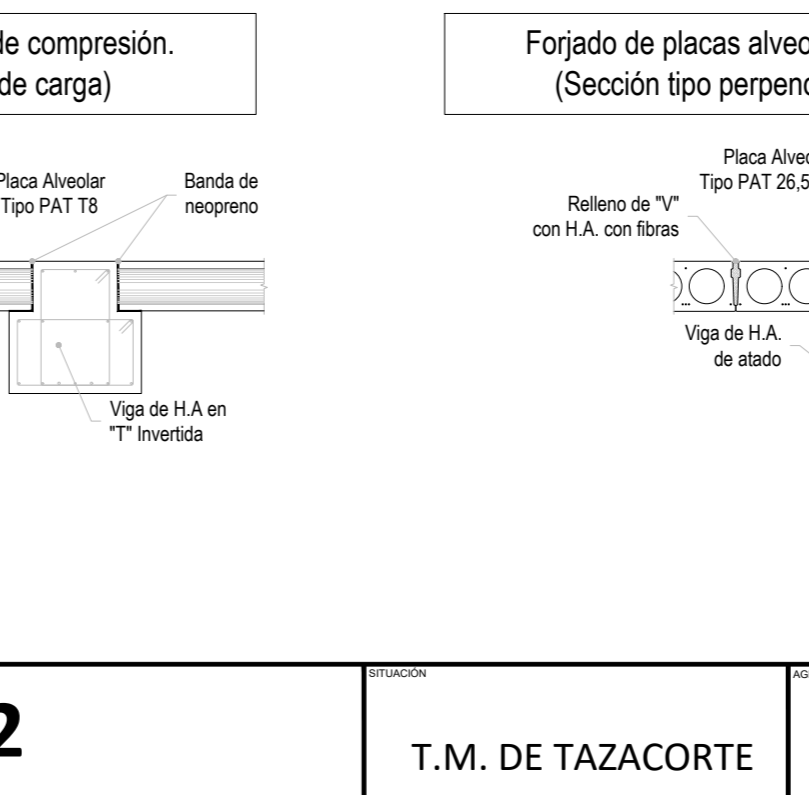 de compresión.
de carga)
Forjado de placas alveo
(Sección tipo perpend
Placa Alveolar
Tipo PAT T8
Banda de
neopreno
Viga de H.A en
"T" Invertida
Placa Alveo
Tipo PAT 26,5
Relleno de "V"
con H.A. con fibras
Viga de H.A.
de atado
2
SITUACIÓN
T.M. DE TAZACORTE
AG